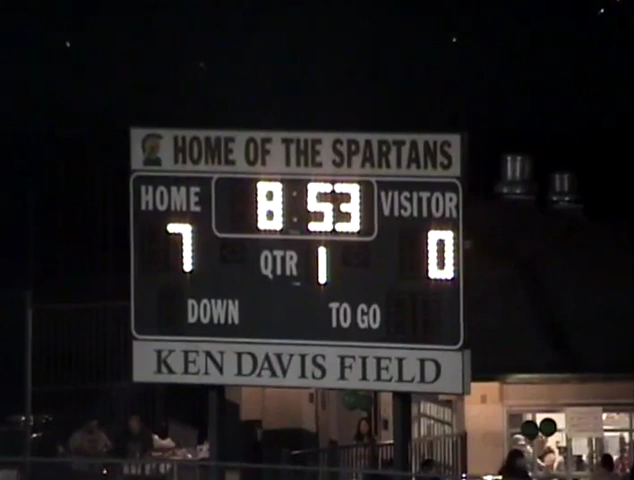 HOME OF THE SPARTANS
HOME 8:53 VISITOR
7 QTR 1 0
DOWN TO GO
KEN DAVIS FIELD